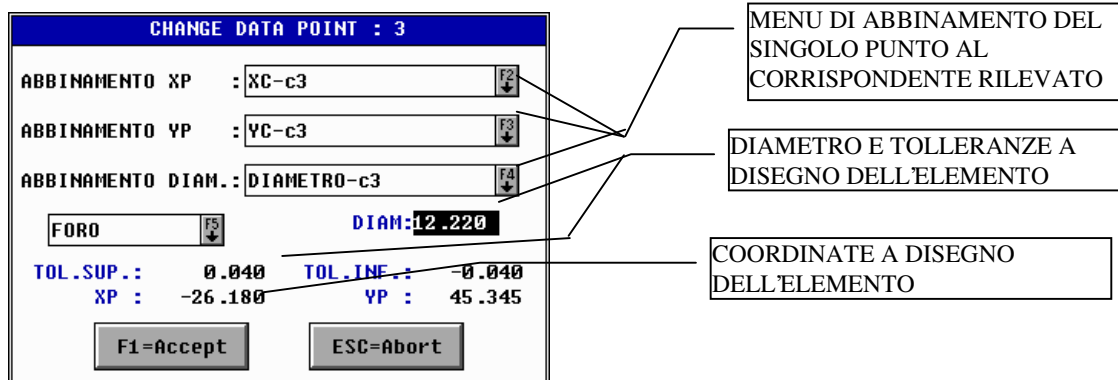 CHANGE DATA POINT : 3
ABBINAMENTO XP : XC-c3 F2
ABBINAMENTO YP : YC-c3 F3
ABBINAMENTO DIAM.: DIAMETRO-c3 F4
FORO F5 DIAM: 12.220
TOL.SUP.: 0.040 TOL.INF.: -0.040
XP : -26.180 YP : 45.345
F1=Accept ESC=Abort
MENU DI ABBINAMENTO DEL
SINGOLO PUNTO AL
CORRISPONDENTE RILEVATO
DIAMETRO E TOLLERANZE A
DISEGNO DELL'ELEMENTO
COORDINATE A DISEGNO
DELL'ELEMENTO